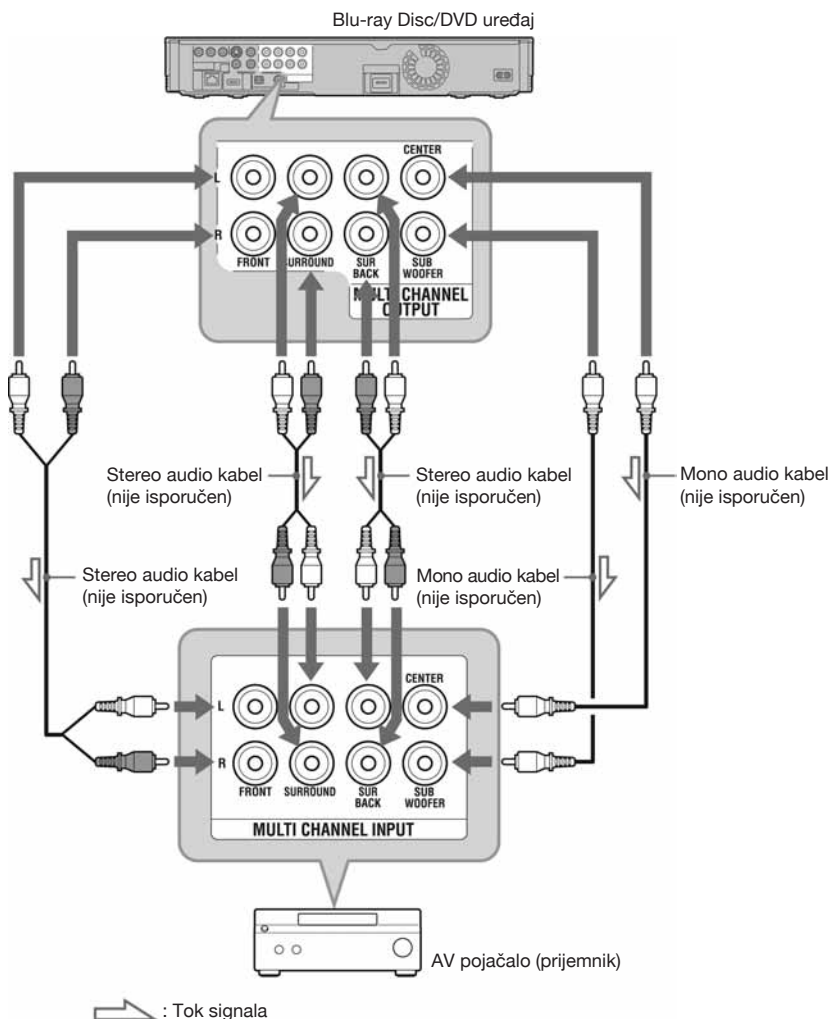 Blu-ray Disc/DVD uređaj
CENTER
L
R
FRONT
SURROUND
SUR
BACK
SUB
WOOFER
MULTI CHANNEL
OUTPUT
Stereo audio kabel
(nije isporučen)
Stereo audio kabel
(nije isporučen)
Mono audio kabel
(nije isporučen)
Stereo audio kabel
(nije isporučen)
Mono audio kabel
(nije isporučen)
CENTER
L
R
FRONT
SURROUND
SUR
BACK
SUB
WOOFER
MULTI CHANNEL INPUT
AV pojačalo (prijemnik)
: Tok signala